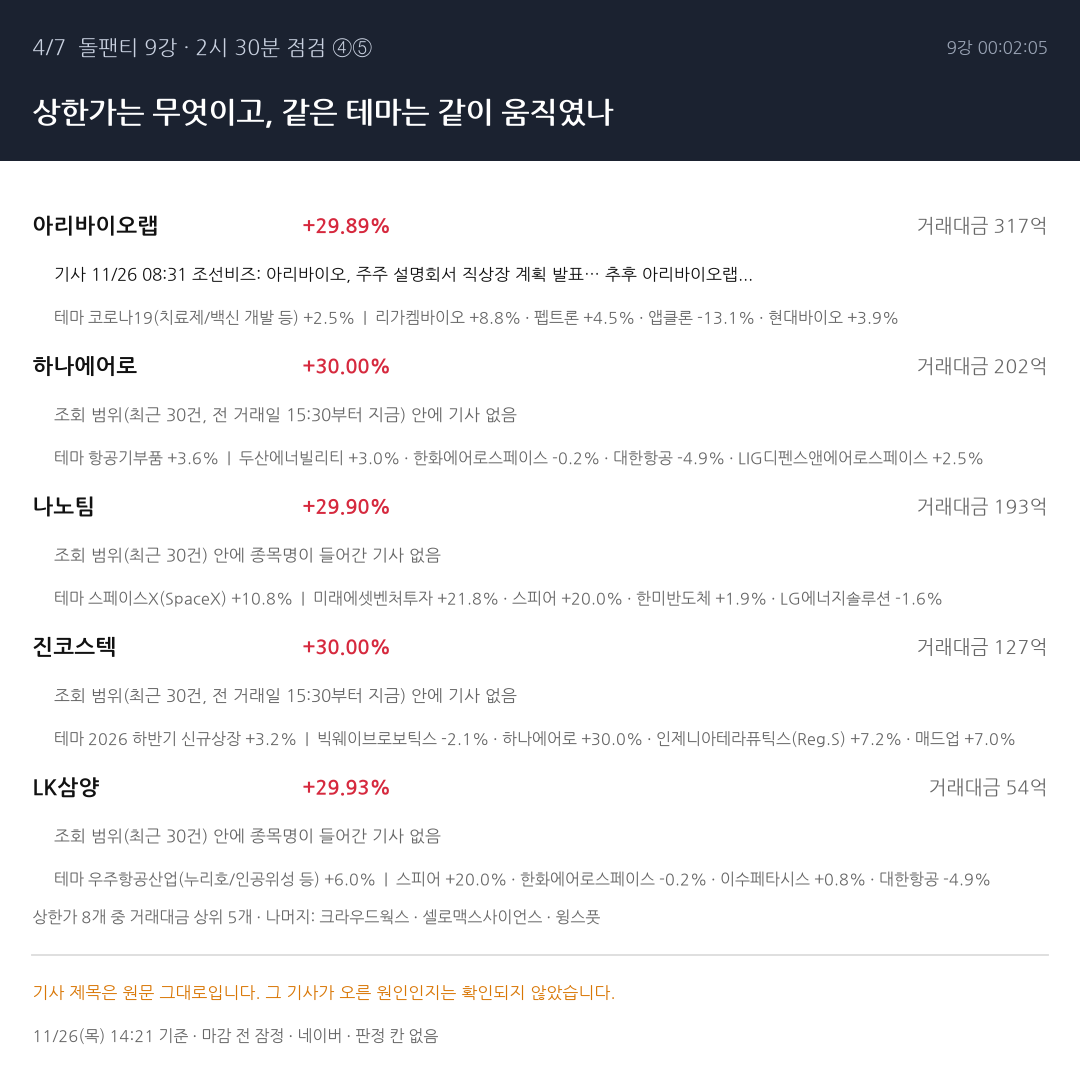 4/7 돌팬티 9강 · 2시 30분 점검 ④⑤
9강 00:02:05
상한가는 무엇이고, 같은 테마는 같이 움직였나
아리바이오랩 +29.89% 거래대금 317억
기사 11/26 08:31 조선비즈: 아리바이오, 주주 설명회서 직상장 계획 발표… 추후 아리바이오랩...
테마 코로나19(치료제/백신 개발 등) +2.5% | 리가켐바이오 +8.8% · 펩트론 +4.5% · 앱클론 -13.1% · 현대바이오 +3.9%
하나에어로 +30.00% 거래대금 202억
조회 범위(최근 30건, 전 거래일 15:30부터 지금) 안에 기사 없음
테마 항공기부품 +3.6% | 두산에너빌리티 +3.0% · 한화에어로스페이스 -0.2% · 대한항공 -4.9% · LIG디펜스앤에어로스페이스 +2.5%
나노팀 +29.90% 거래대금 193억
조회 범위(최근 30건) 안에 종목명이 들어간 기사 없음
테마 스페이스X(SpaceX) +10.8% | 미래에셋벤처투자 +21.8% · 스피어 +20.0% · 한미반도체 +1.9% · LG에너지솔루션 -1.6%
진코스텍 +30.00% 거래대금 127억
조회 범위(최근 30건, 전 거래일 15:30부터 지금) 안에 기사 없음
테마 2026 하반기 신규상장 +3.2% | 빅웨이브로보틱스 -2.1% · 하나에어로 +30.0% · 인제니아테라퓨틱스(Reg.S) +7.2% · 매드업 +7.0%
LK삼양 +29.93% 거래대금 54억
조회 범위(최근 30건) 안에 종목명이 들어간 기사 없음
테마 우주항공산업(누리호/인공위성 등) +6.0% | 스피어 +20.0% · 한화에어로스페이스 -0.2% · 이수페타시스 +0.8% · 대한항공 -4.9%
상한가 8개 중 거래대금 상위 5개 · 나머지: 크라우드웍스 · 셀로맥스사이언스 · 윙스풋
기사 제목은 원문 그대로입니다. 그 기사가 오른 원인인지는 확인되지 않았습니다.
11/26(목) 14:21 기준 · 마감 전 잠정 · 네이버 · 판정 칸 없음